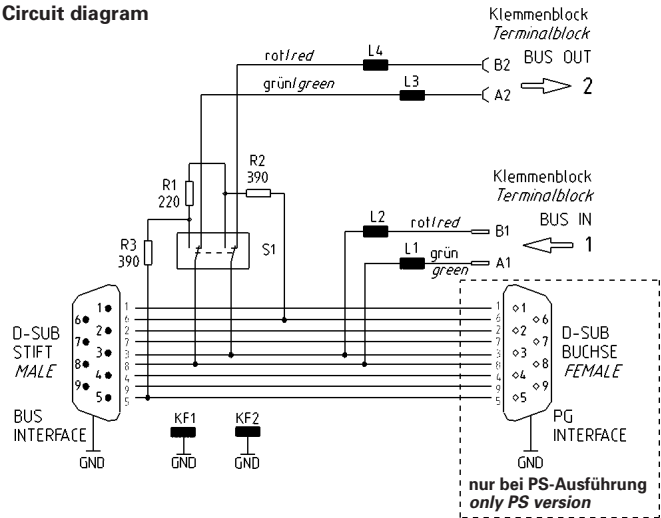 Circuit diagram
Klemmenblock
Terminalblock
BUS OUT
2
rot/red
L4
B2
grün/green
L3
A2
R2
390
R1
220
R3
390
S1
Klemmenblock
Terminalblock
BUS IN
1
L2
rot/red
B1
L1
grün
green
A1
D-SUB
STIFT
MALE
BUS
INTERFACE
GND
1
6
2
7
3
8
4
9
5
1
6
2
7
3
8
4
9
5
KF1
GND
KF2
GND
1
6
2
7
3
8
4
9
5
1
6
2
7
3
8
4
9
5
D-SUB
BUCHSE
FEMALE
PG
INTERFACE
GND
nur bei PS-Ausführung
only PS version